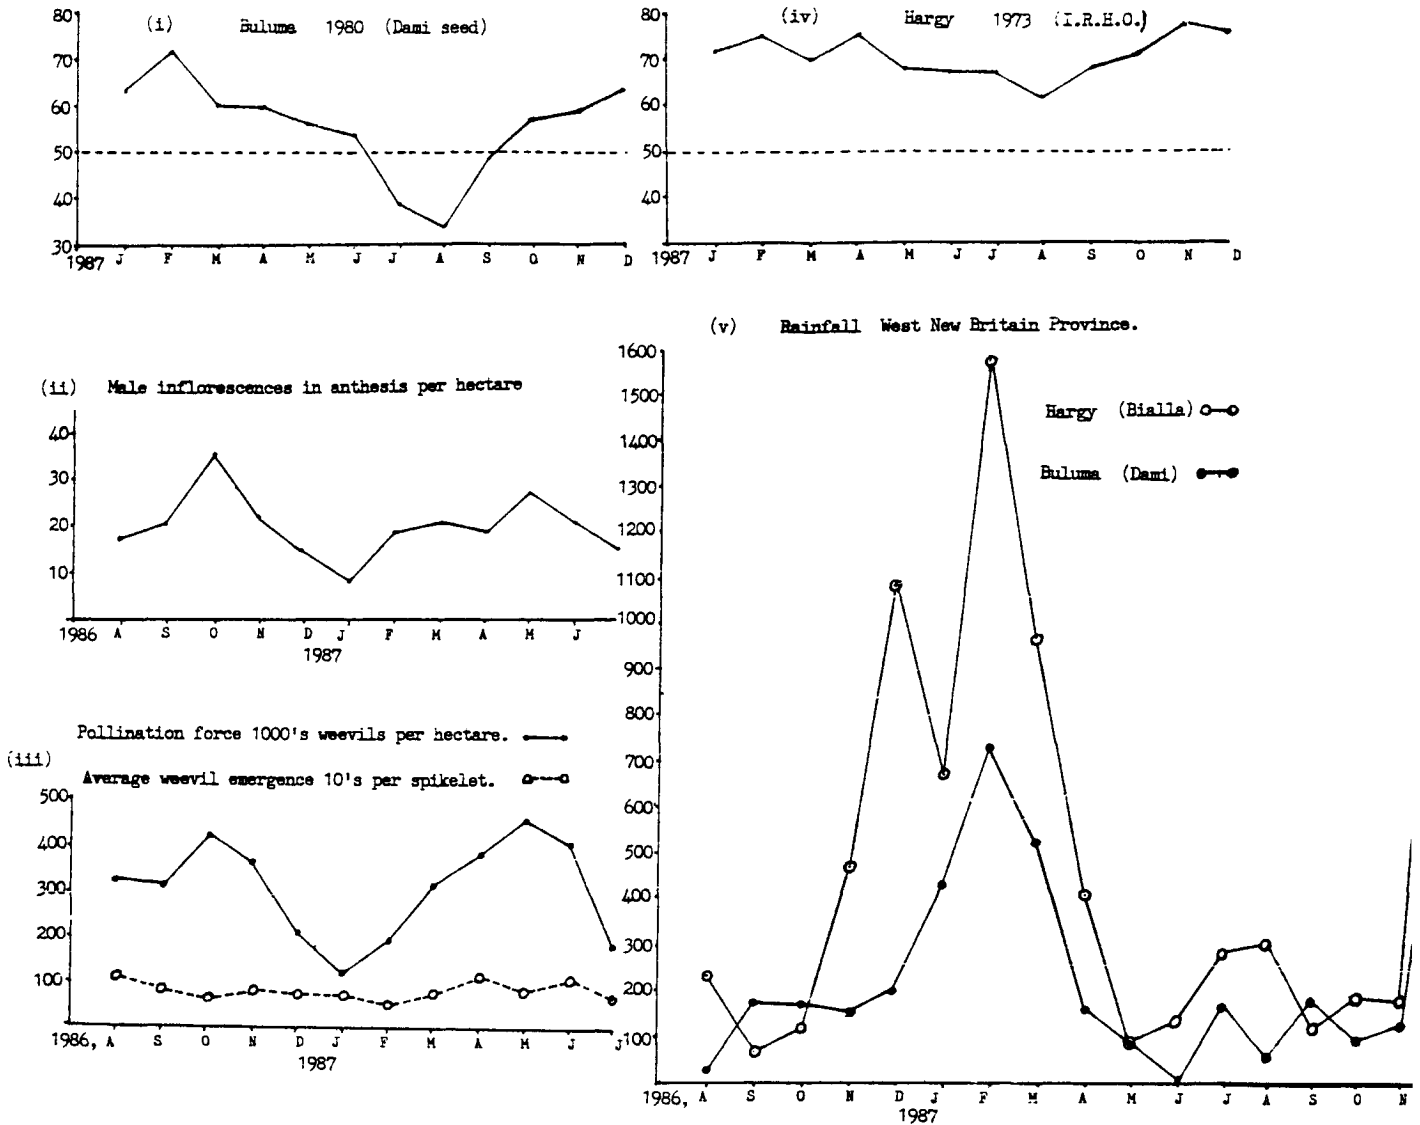 (i) Buluma 1980 (Dami seed)
80
70
60
50
40
30
1987 J F M A M J J A S O N D
(iv) Hargy 1973 (I.R.H.O.)
80
70
60
50
40
1987 J F M A M J J A S O N D
(ii) Male inflorescences in anthesis per hectare
40
30
20
10
1986 A S O N D J F M A M J
1987
(iii)
Pollination force 1000's weevils per hectare.
Average weevil emergence 10's per spikelet.
500
400
300
200
100
1986, A S O N D J F M A M J J
1987
(v) Rainfall West New Britain Province.
Hargy (Bialla)
Buluma (Dami)
1600
1500
1400
1300
1200
1100
1000
900
800
700
600
500
400
300
200
100
1986, A S O N D J F M A M J J A S O N
1987